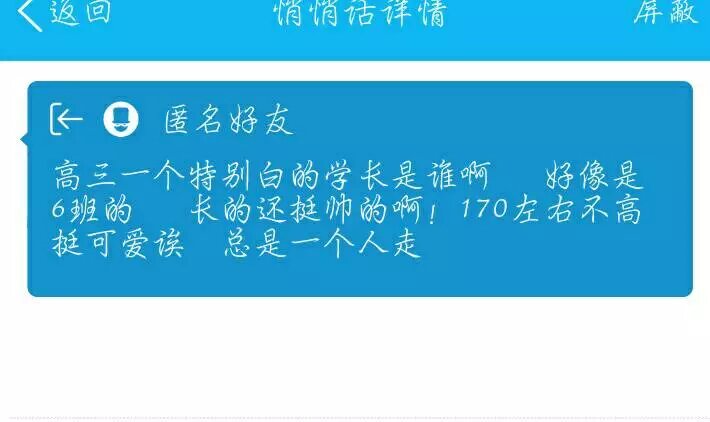 返回 悄悄话详情 屏蔽
匿名好友
高三一个特别白的学长是谁啊 好像是
6班的 长的还挺帅的啊！170左右不高
挺可爱诶 总是一个人走